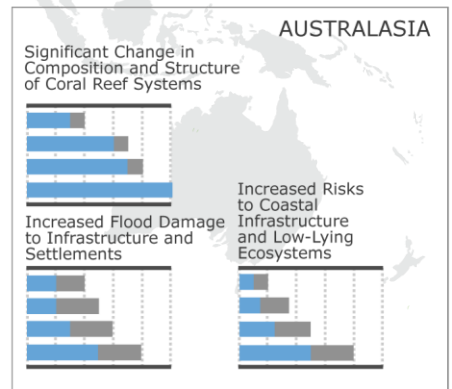 AUSTRALASIA
Significant Change in
Composition and Structure
of Coral Reef Systems
Increased Flood Damage
to Infrastructure and
Settlements
Increased Risks
to Coastal
Infrastructure
and Low-Lying
Ecosystems